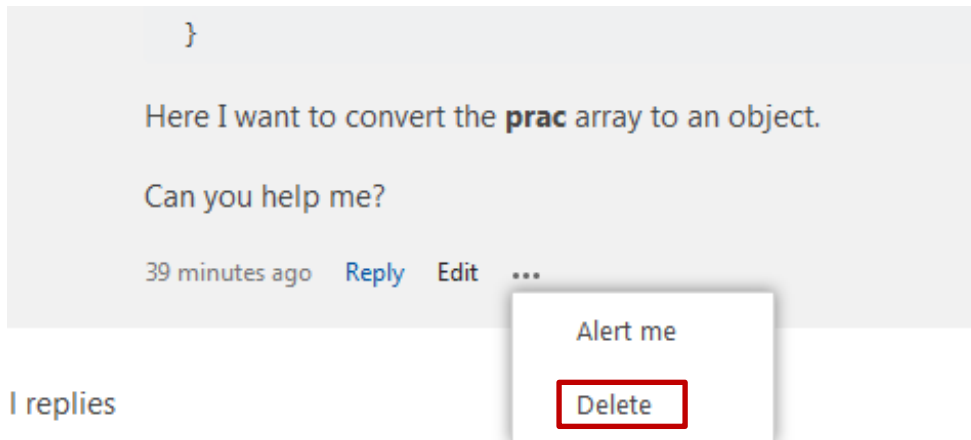 }
Here I want to convert the prac array to an object.
Can you help me?
39 minutes ago Reply Edit •••
Alert me
l replies
Delete